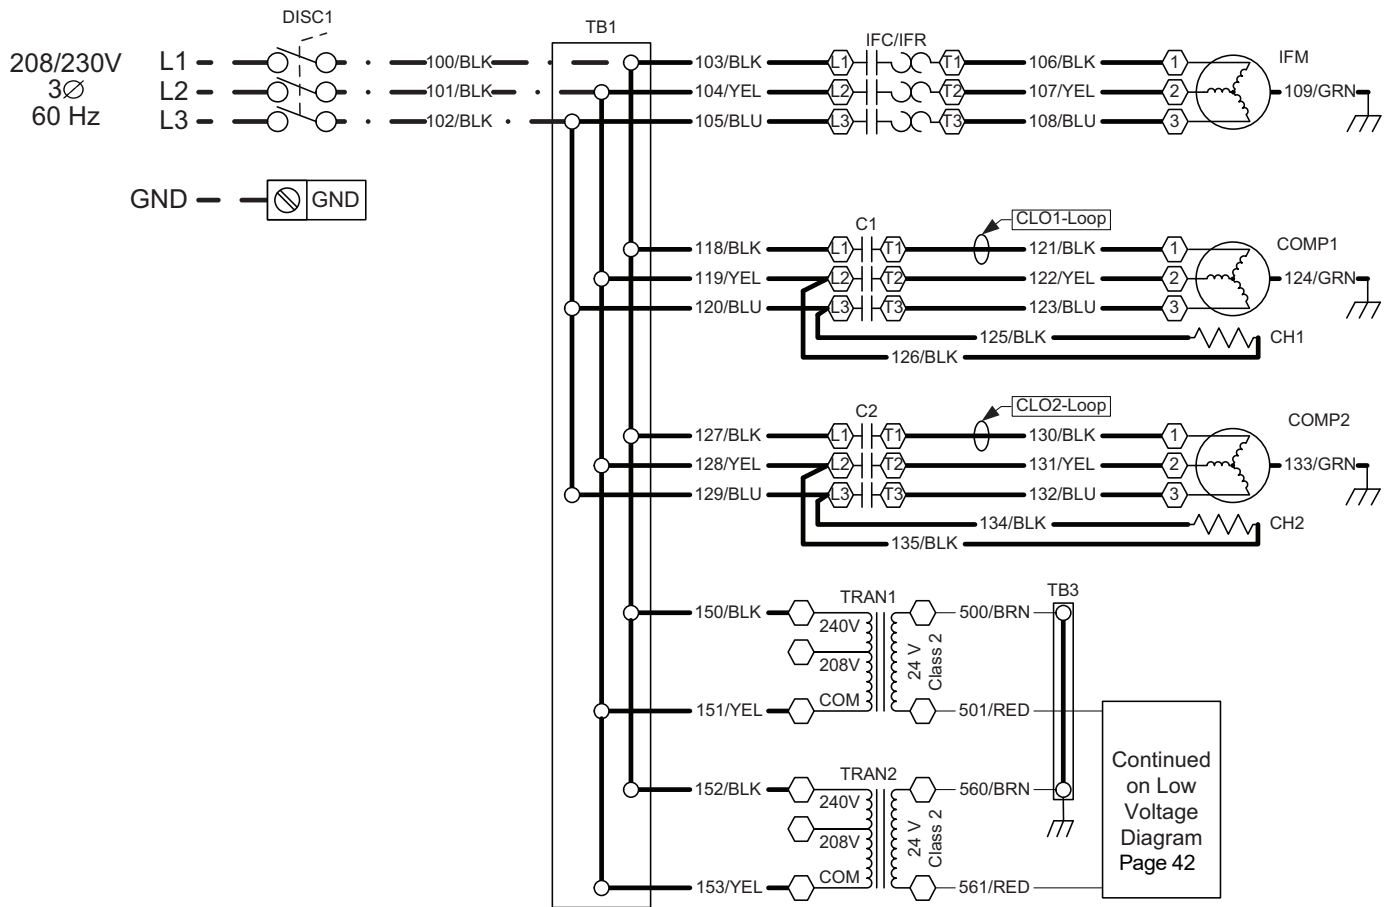 DISC1
TB1
208/230V
3∅
60 Hz
L1
L2
L3
100/BLK
101/BLK
102/BLK
GND
GND
IFC/IFR
103/BLK
L1
T1
106/BLK
1
IFM
104/YEL
L2
T2
107/YEL
2
109/GRN
105/BLU
L3
T3
108/BLU
3
CLO1-Loop
C1
118/BLK
L1
T1
121/BLK
1
COMP1
119/YEL
L2
T2
122/YEL
2
124/GRN
120/BLU
L3
T3
123/BLU
3
125/BLK
CH1
126/BLK
CLO2-Loop
C2
127/BLK
L1
T1
130/BLK
1
COMP2
128/YEL
L2
T2
131/YEL
2
133/GRN
129/BLU
L3
T3
132/BLU
3
134/BLK
CH2
135/BLK
TRAN1
TB3
150/BLK
240V
208V
COM
24 V
Class 2
500/BRN
151/YEL
501/RED
TRAN2
152/BLK
240V
208V
COM
24 V
Class 2
560/BRN
153/YEL
561/RED
Continued
on Low
Voltage
Diagram
Page 42